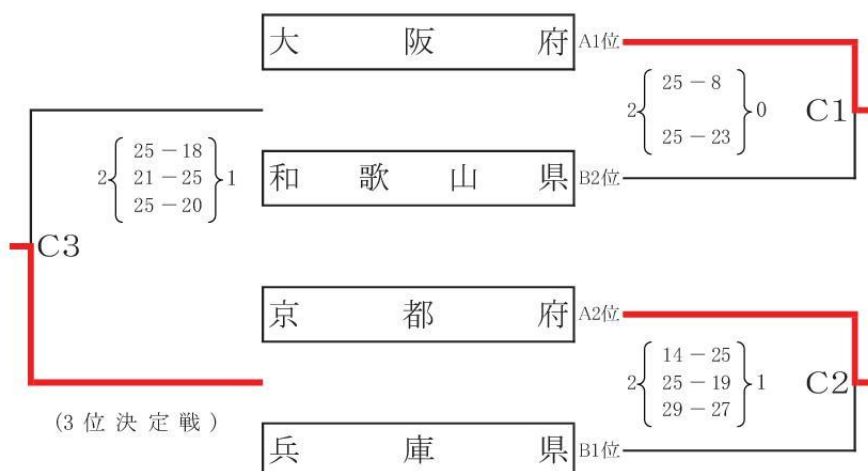 大阪府 A1位
25－8
2 0 C1
25－23
25－18
2 21－25 1
25－20
和歌山県 B2位
C3
京都府 A2位
14－25
2 25－19 1 C2
29－27
(3位決定戦)
兵庫県 B1位